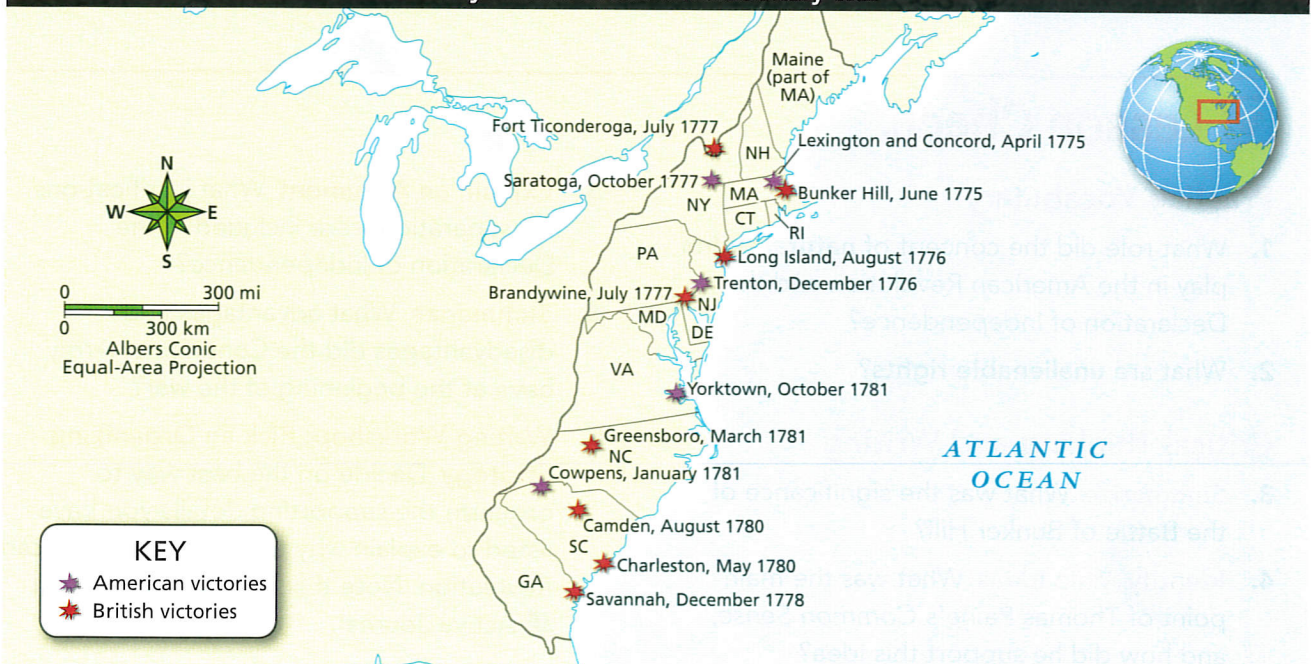 Maine
(part of
MA)
Fort Ticonderoga, July 1777
Lexington and Concord, April 1775
NH
Saratoga, October 1777
MA
Bunker Hill, June 1775
NY
CT
RI
PA
Long Island, August 1776
Trenton, December 1776
Brandywine, July 1777
NJ
MD
DE
VA
Yorktown, October 1781
Greensboro, March 1781
NC
Cowpens, January 1781
Camden, August 1780
SC
Charleston, May 1780
GA
Savannah, December 1778
ATLANTIC
OCEAN
N
W
E
S
0
300 mi
0
300 km
Albers Conic
Equal-Area Projection
KEY
American victories
British victories